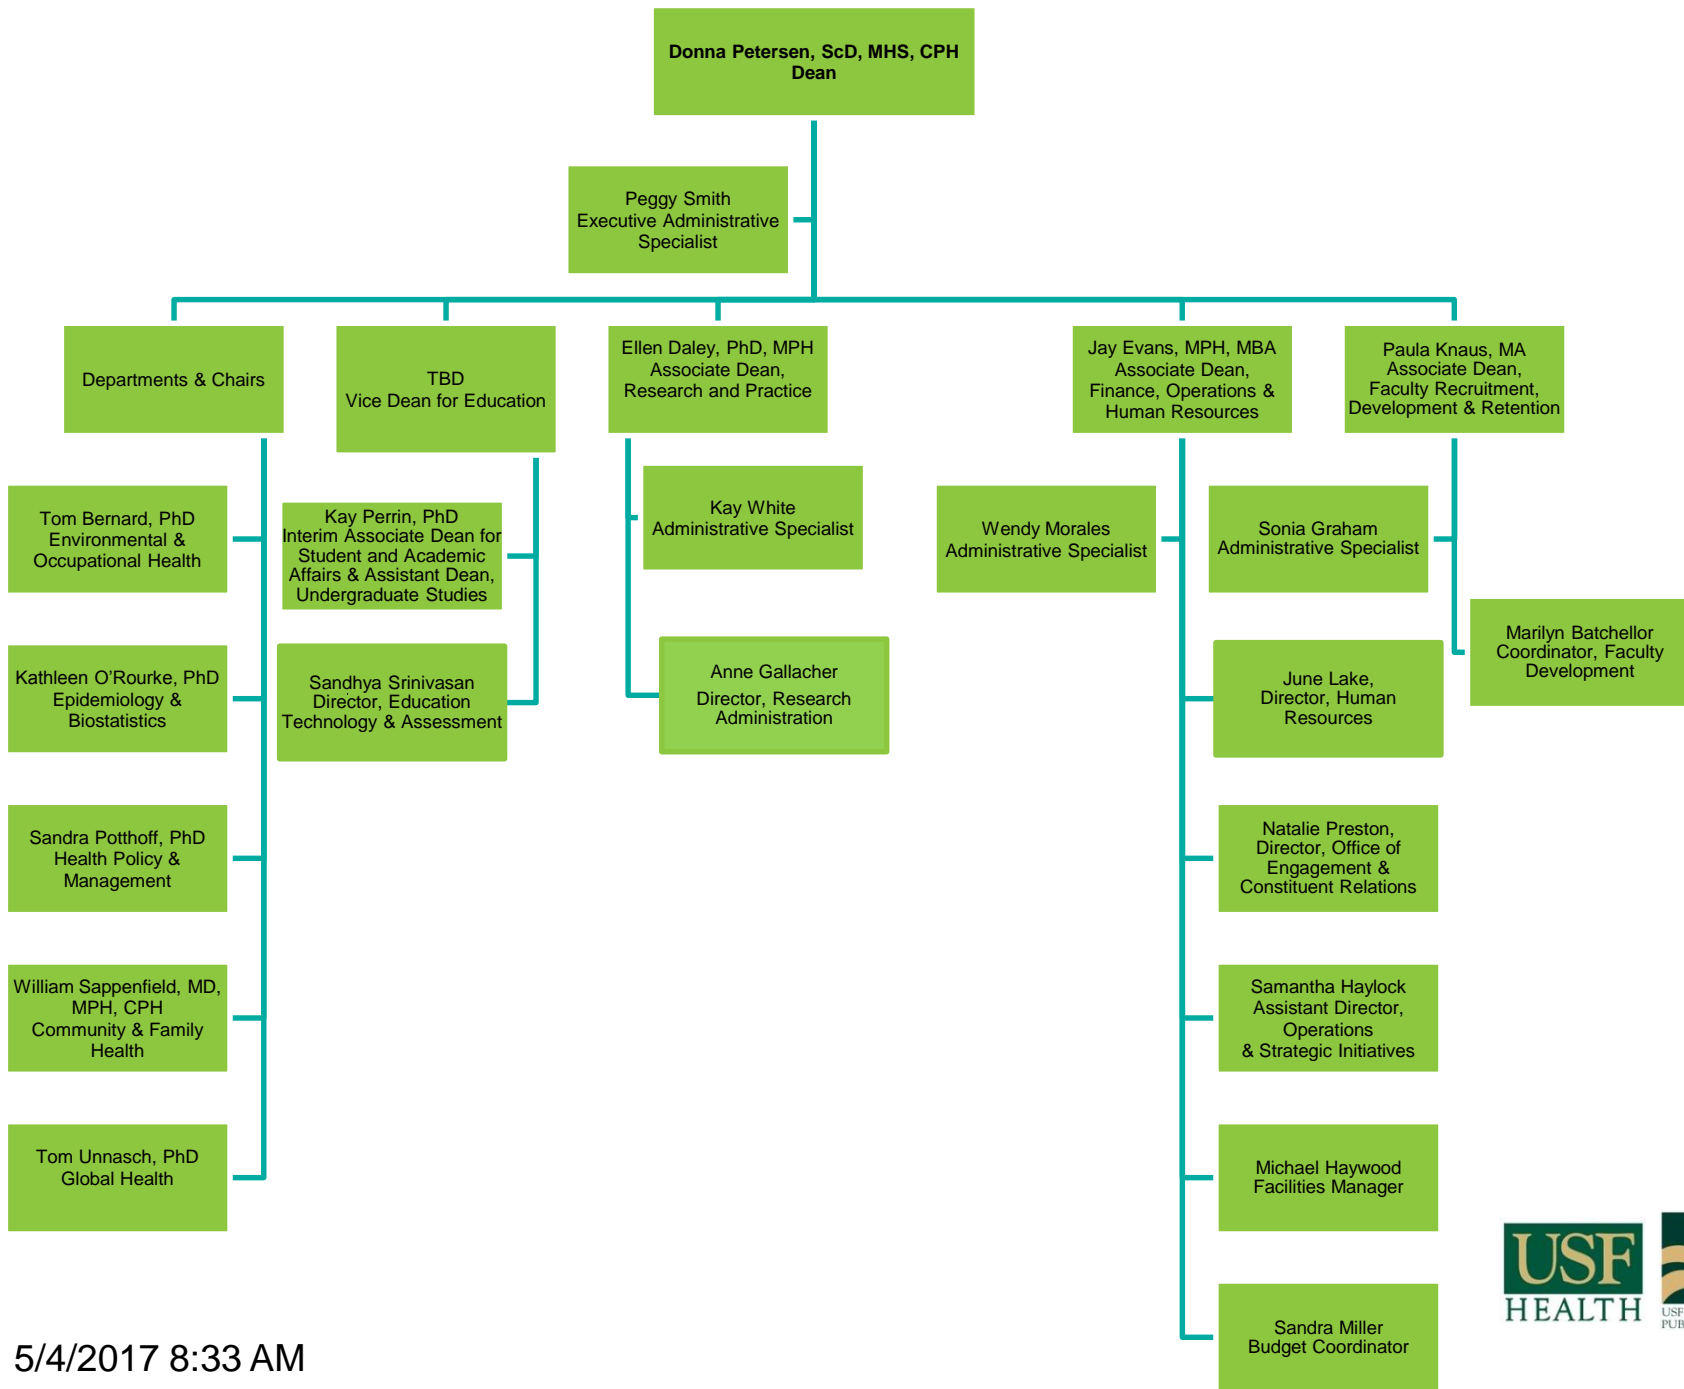 Donna Petersen, ScD, MHS, CPH
Dean
Peggy Smith
Executive Administrative
Specialist
Departments & Chairs
TBD
Vice Dean for Education
Ellen Daley, PhD, MPH
Associate Dean,
Research and Practice
Jay Evans, MPH, MBA
Associate Dean,
Finance, Operations &
Human Resources
Paula Knaus, MA
Associate Dean,
Faculty Recruitment,
Development & Retention
Tom Bernard, PhD
Environmental &
Occupational Health
Kay Perrin, PhD
Interim Associate Dean for
Student and Academic
Affairs & Assistant Dean,
Undergraduate Studies
Kay White
Administrative Specialist
Wendy Morales
Administrative Specialist
Sonia Graham
Administrative Specialist
Marilyn Batchellor
Coordinator, Faculty
Development
Kathleen O'Rourke, PhD
Epidemiology &
Biostatistics
Sandhya Srinivasan
Director, Education
Technology & Assessment
Anne Gallacher
Director, Research
Administration
June Lake,
Director, Human
Resources
Sandra Potthoff, PhD
Health Policy &
Management
Natalie Preston,
Director, Office of
Engagement &
Constituent Relations
William Sappenfield, MD,
MPH, CPH
Community & Family
Health
Samantha Haylock
Assistant Director,
Operations
& Strategic Initiatives
Tom Unnasch, PhD
Global Health
Michael Haywood
Facilities Manager
Sandra Miller
Budget Coordinator
USF
HEALTH
USF
5/4/2017 8:33 AM